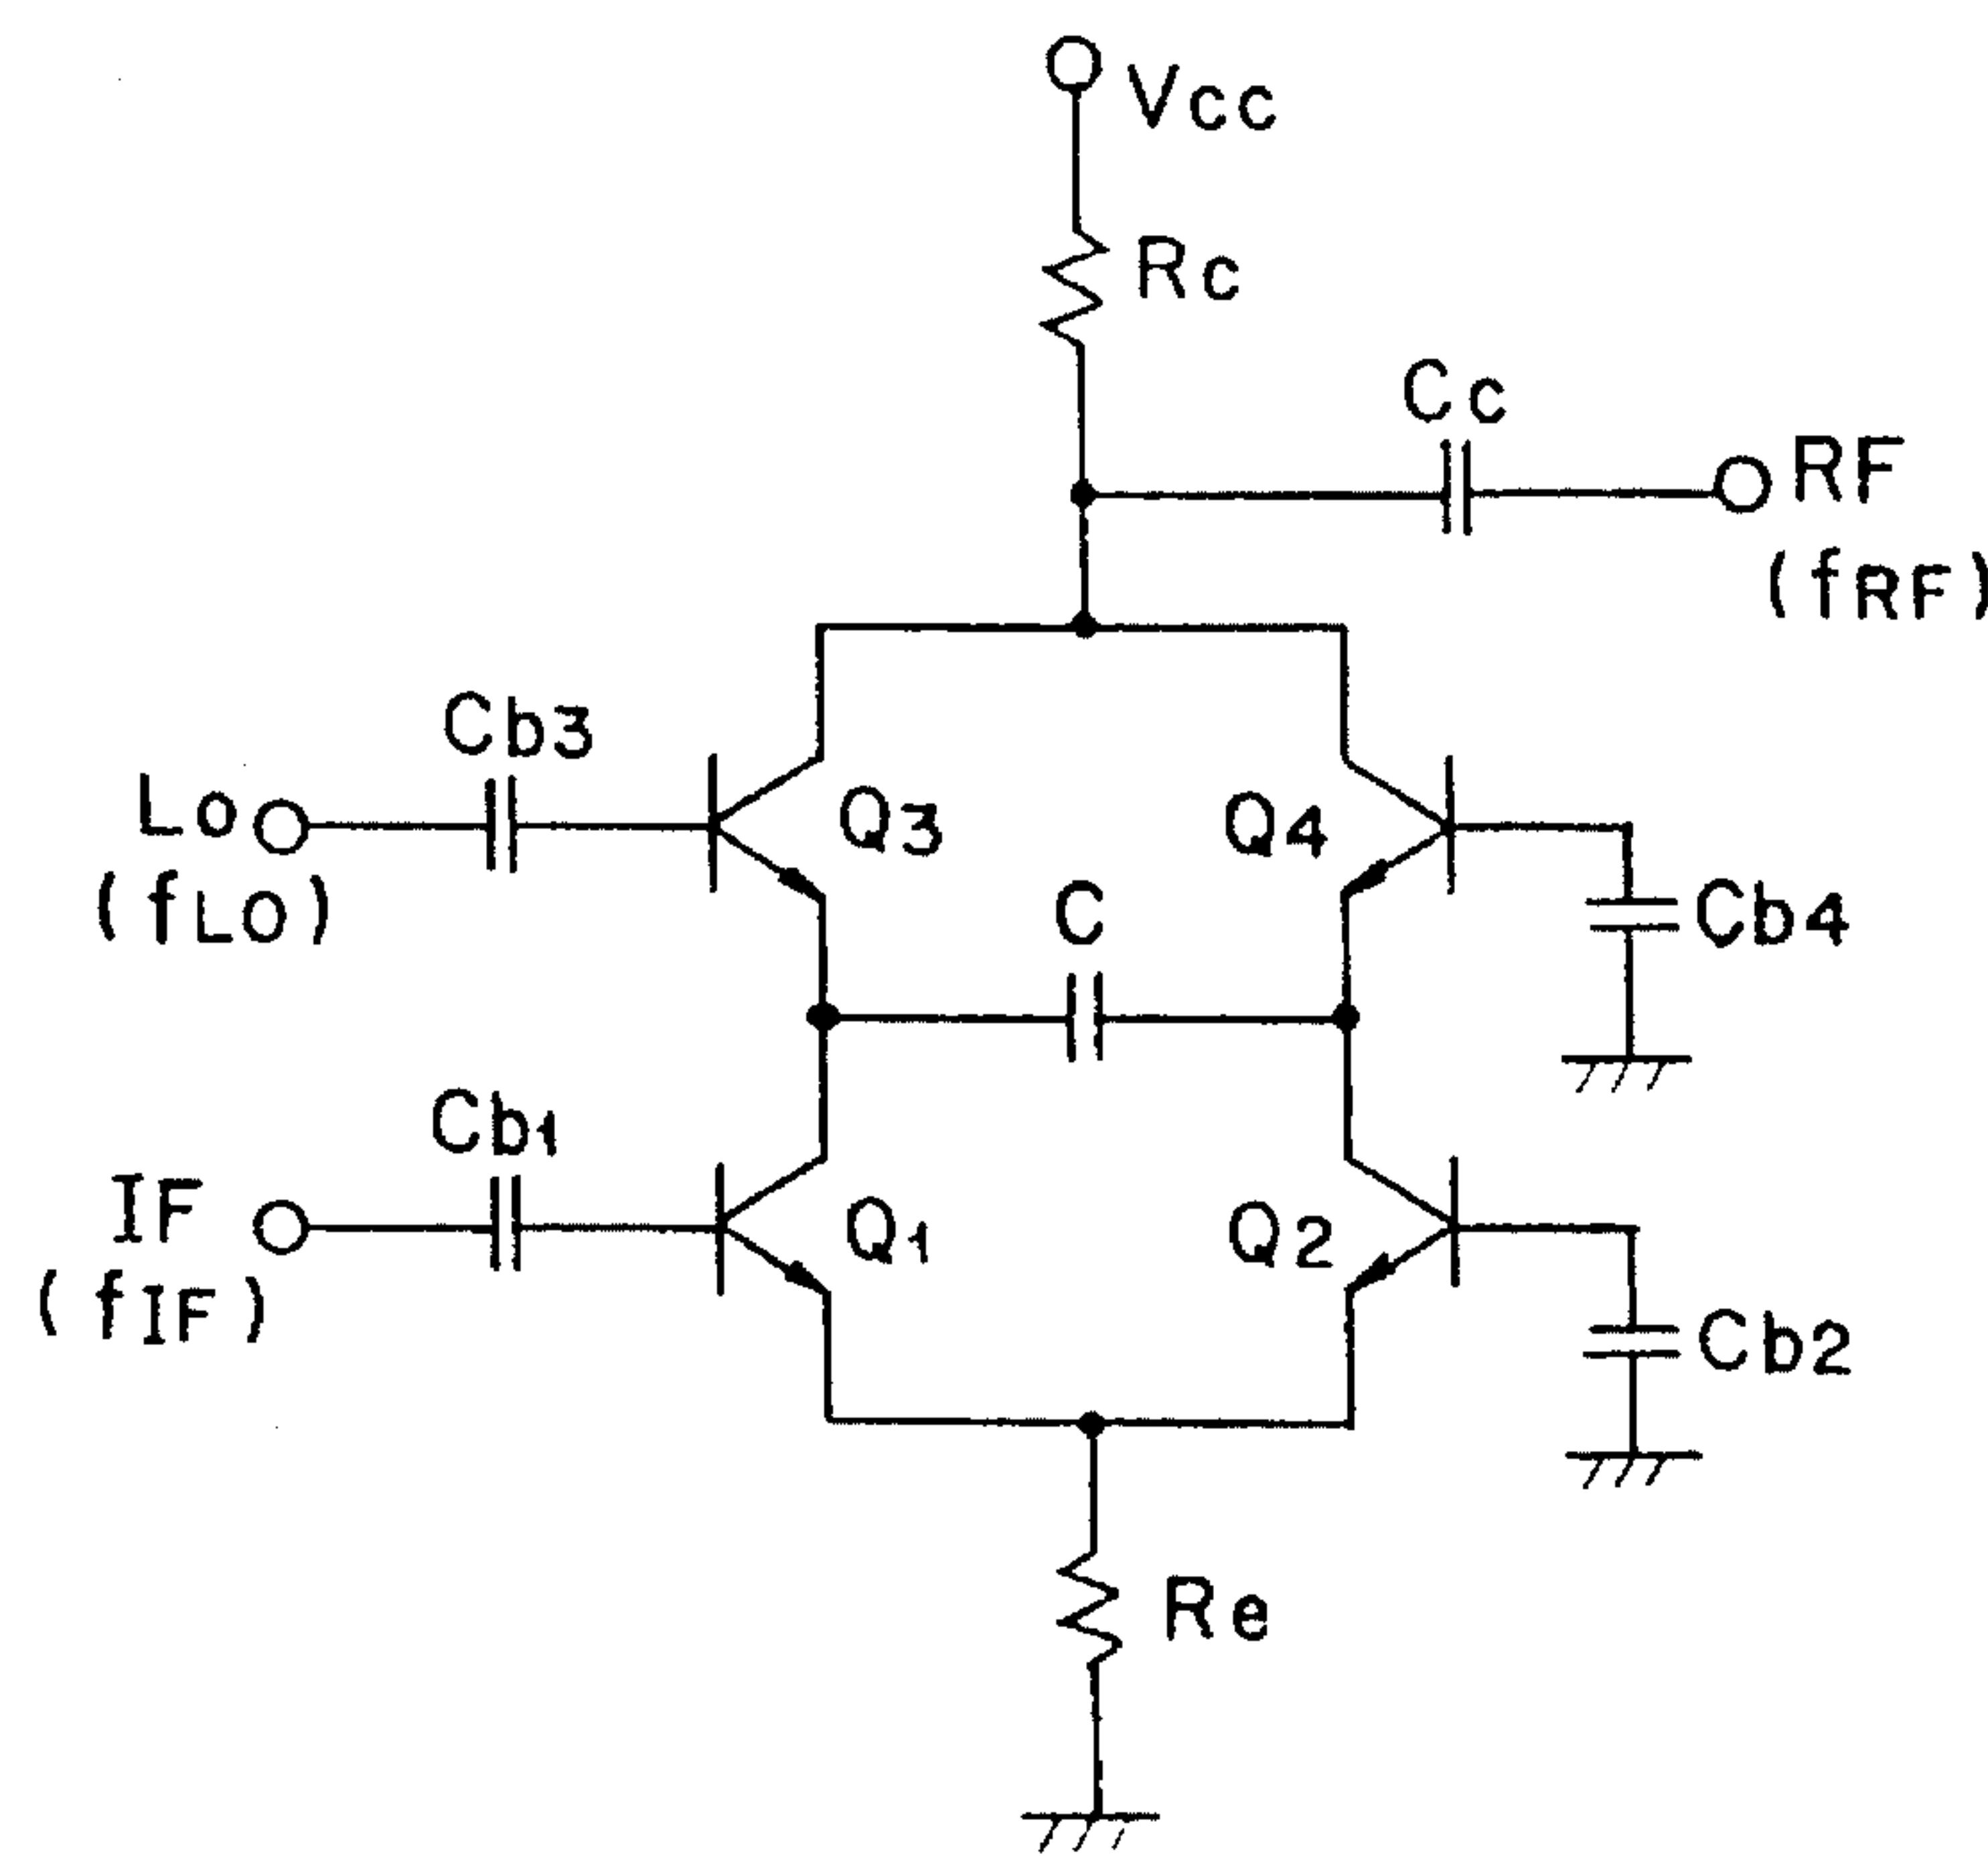 Vcc
Rc
Cc
RF
(fRF)
Cb3
Lo
(fLO)
Q3
Q4
C
Cb4
Cb1
IF
(fIF)
Q1
Q2
Cb2
Re